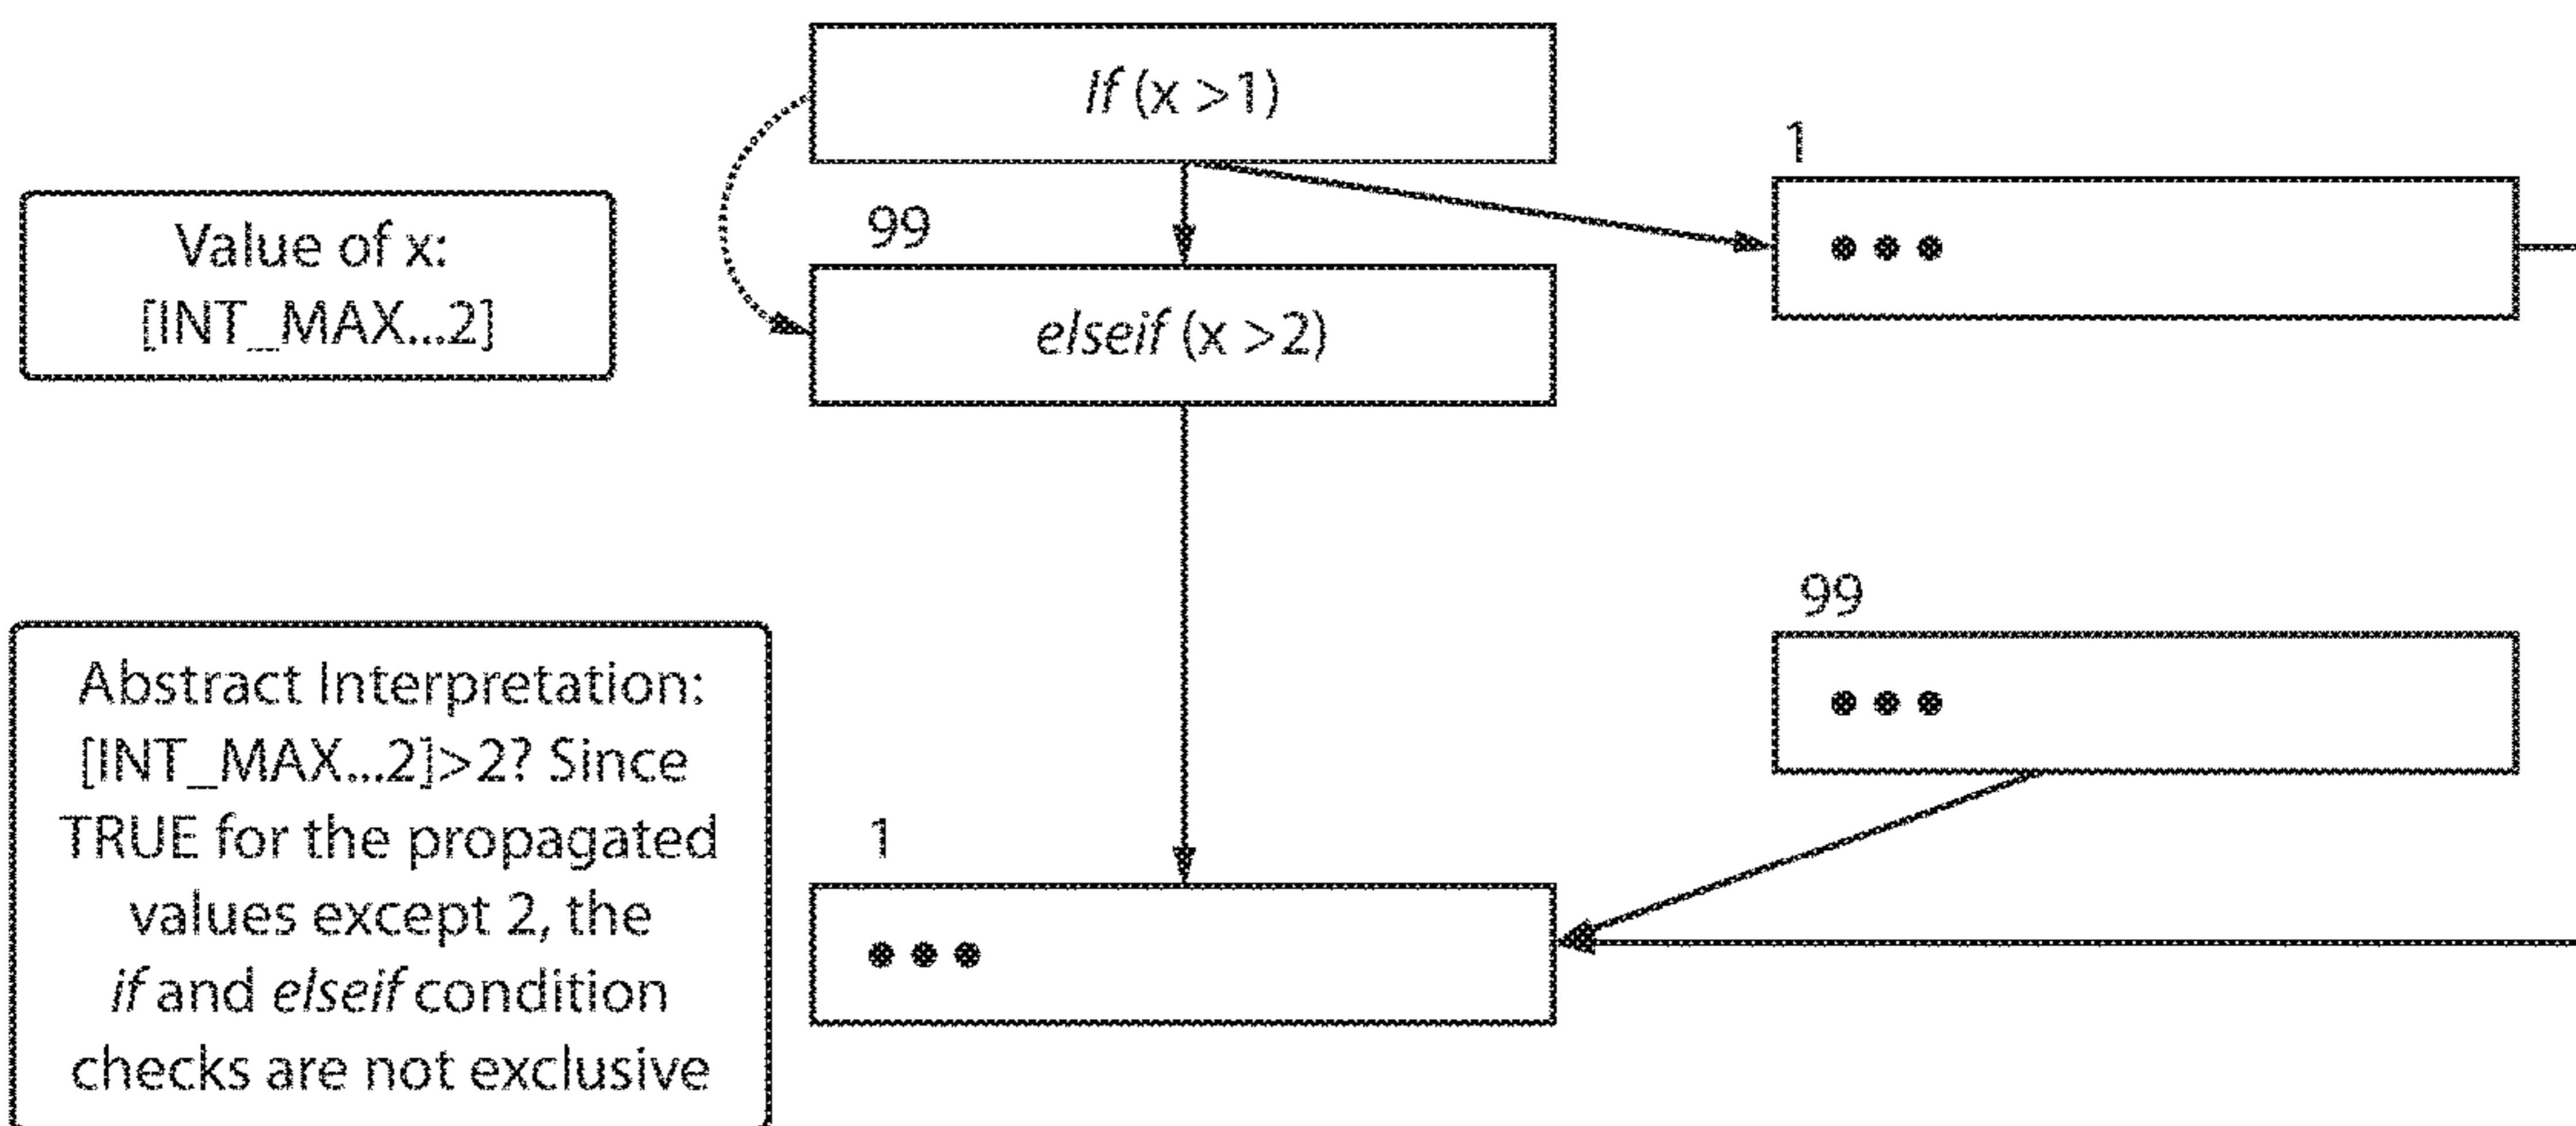 If (x >1)
1
Value of x:
[INT_MAX...2]
99
elseif (x >2)
99
Abstract Interpretation:
[INT_MAX...2]>2? Since
TRUE for the propagated
values except 2, the
if and elseif condition
checks are not exclusive
1